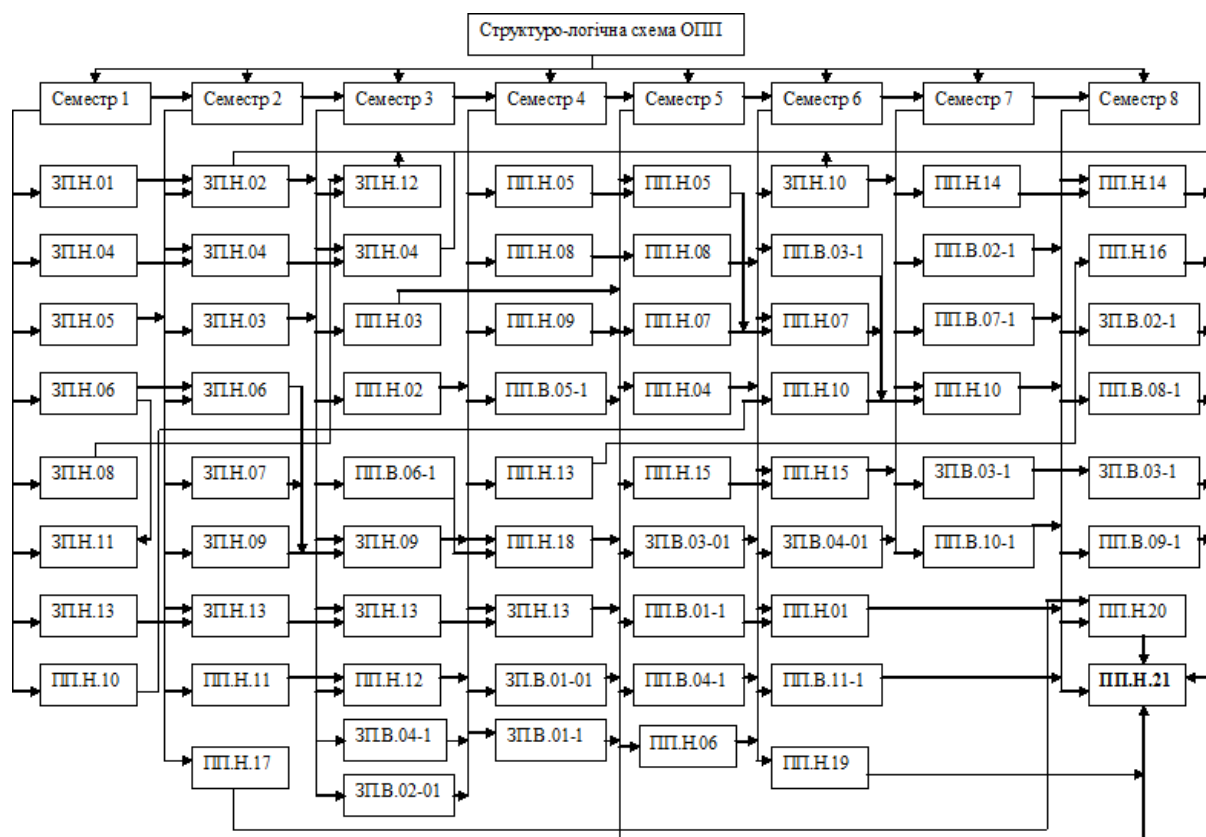 Структуро-логічна схема ОПП
Семестр 1
Семестр 2
Семестр 3
Семестр 4
Семестр 5
Семестр 6
Семестр 7
Семестр 8
ЗП.Н.01
ЗП.Н.02
ЗП.Н.12
ПП.Н.05
ПП.Н.05
ЗП.Н.10
ПП.Н.14
ПП.Н.14
ЗП.Н.04
ЗП.Н.04
ЗП.Н.04
ПП.Н.08
ПП.Н.08
ПП.В.03-1
ПП.В.02-1
ПП.Н.16
ЗП.Н.05
ЗП.Н.03
ПП.Н.03
ПП.Н.09
ПП.Н.07
ПП.Н.07
ПП.В.07-1
ЗП.В.02-1
ЗП.Н.06
ЗП.Н.06
ПП.Н.02
ПП.В.05-1
ПП.Н.04
ПП.Н.10
ПП.Н.10
ПП.В.08-1
ЗП.Н.08
ЗП.Н.07
ПП.В.06-1
ПП.Н.13
ПП.Н.15
ПП.Н.15
ЗП.В.03-1
ЗП.В.03-1
ЗП.Н.11
ЗП.Н.09
ЗП.Н.09
ПП.Н.18
ЗП.В.03-01
ЗП.В.04-01
ПП.В.10-1
ПП.В.09-1
ЗП.Н.13
ЗП.Н.13
ЗП.Н.13
ЗП.Н.13
ПП.В.01-1
ПП.Н.01
ПП.Н.20
ПП.Н.10
ПП.Н.11
ПП.Н.12
ЗП.В.01-01
ПП.В.04-1
ПП.В.11-1
ПП.Н.21
ЗП.В.04-1
ЗП.В.01-1
ПП.Н.06
ПП.Н.17
ПП.Н.19
ЗП.В.02-01